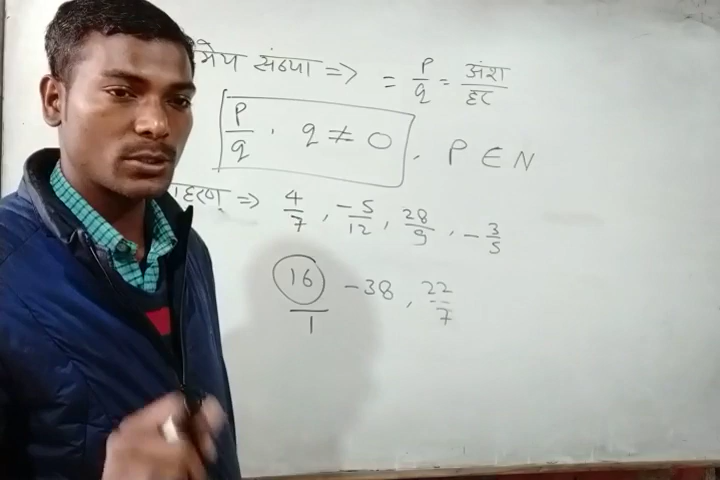 मेय संख्या => = P/q = अंश/हर
P/q , q ≠ 0 , P ∈ N
ाहरण => 4/7 , -5/12 , 28/9 , -3/5
16/1 -38 , 22/7